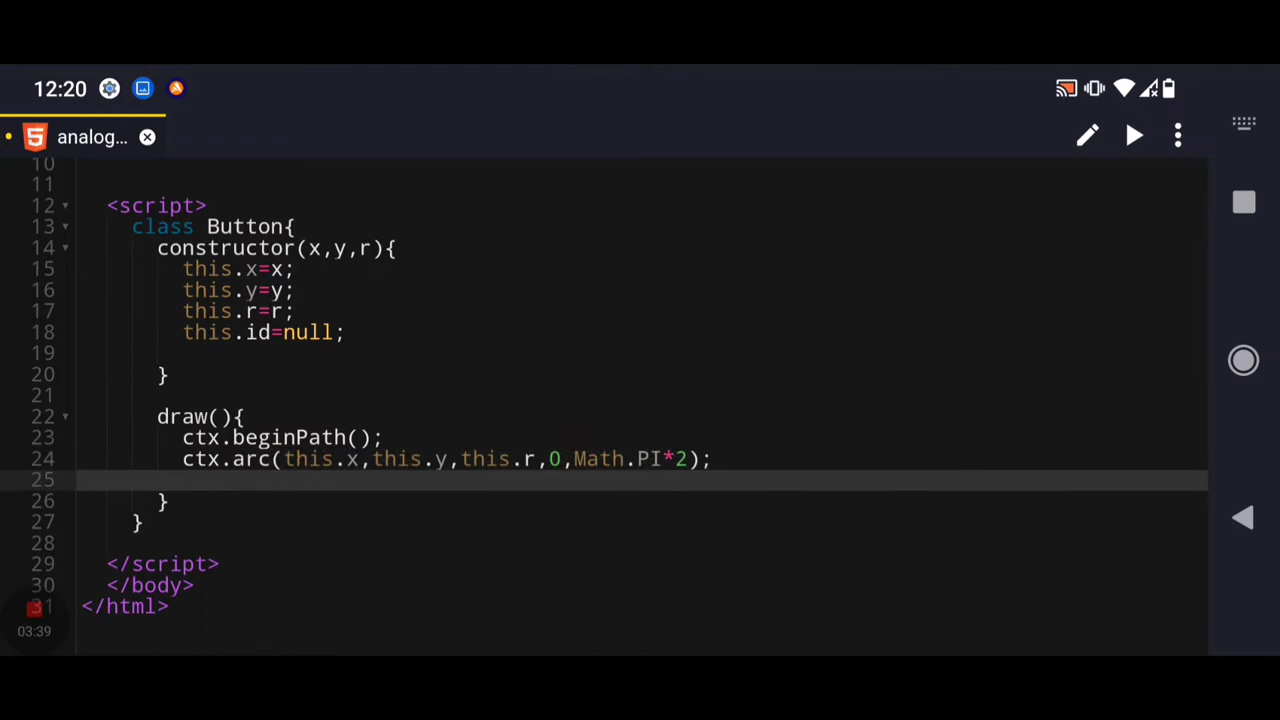 12:20
analog...
10
11
12 <script>
13 class Button{
14 constructor(x,y,r){
15 this.x=x;
16 this.y=y;
17 this.r=r;
18 this.id=null;
19
20 }
21
22 draw(){
23 ctx.beginPath();
24 ctx.arc(this.x,this.y,this.r,0,Math.PI*2);
25
26 }
27 }
28
29 </script>
30 </body>
31 </html>
03:39